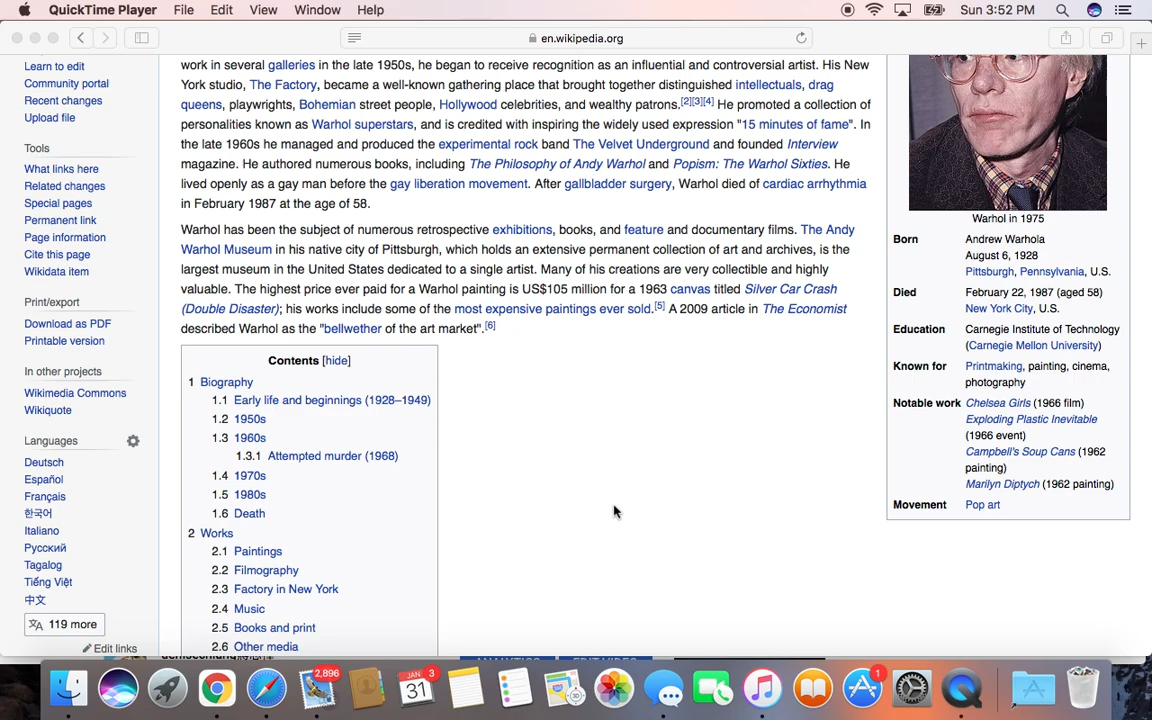 QuickTime Player File Edit View Window Help Sun 3:52 PM
en.wikipedia.org
Learn to edit
Community portal
Recent changes
Upload file
Tools
What links here
Related changes
Special pages
Permanent link
Page information
Cite this page
Wikidata item
Print/export
Download as PDF
Printable version
In other projects
Wikimedia Commons
Wikiquote
Languages
Deutsch
Español
Français
한국어
Italiano
Русский
Tagalog
Tiếng Việt
中文
119 more
Edit links
work in several galleries in the late 1950s, he began to receive recognition as an influential and controversial artist. His New
York studio, The Factory, became a well-known gathering place that brought together distinguished intellectuals, drag
queens, playwrights, Bohemian street people, Hollywood celebrities, and wealthy patrons.[2][3][4] He promoted a collection of
personalities known as Warhol superstars, and is credited with inspiring the widely used expression "15 minutes of fame". In
the late 1960s he managed and produced the experimental rock band The Velvet Underground and founded Interview
magazine. He authored numerous books, including The Philosophy of Andy Warhol and Popism: The Warhol Sixties. He
lived openly as a gay man before the gay liberation movement. After gallbladder surgery, Warhol died of cardiac arrhythmia
in February 1987 at the age of 58.
Warhol has been the subject of numerous retrospective exhibitions, books, and feature and documentary films. The Andy
Warhol Museum in his native city of Pittsburgh, which holds an extensive permanent collection of art and archives, is the
largest museum in the United States dedicated to a single artist. Many of his creations are very collectible and highly
valuable. The highest price ever paid for a Warhol painting is US$105 million for a 1963 canvas titled Silver Car Crash
(Double Disaster); his works include some of the most expensive paintings ever sold.[5] A 2009 article in The Economist
described Warhol as the "bellwether of the art market".[6]
Contents [hide]
1 Biography
1.1 Early life and beginnings (1928–1949)
1.2 1950s
1.3 1960s
1.3.1 Attempted murder (1968)
1.4 1970s
1.5 1980s
1.6 Death
2 Works
2.1 Paintings
2.2 Filmography
2.3 Factory in New York
2.4 Music
2.5 Books and print
2.6 Other media
Warhol in 1975
Born Andrew Warhola
August 6, 1928
Pittsburgh, Pennsylvania, U.S.
Died February 22, 1987 (aged 58)
New York City, U.S.
Education Carnegie Institute of Technology
(Carnegie Mellon University)
Known for Printmaking, painting, cinema,
photography
Notable work Chelsea Girls (1966 film)
Exploding Plastic Inevitable
(1966 event)
Campbell's Soup Cans (1962
painting)
Marilyn Diptych (1962 painting)
Movement Pop art
2,896
JAN 3
31
1